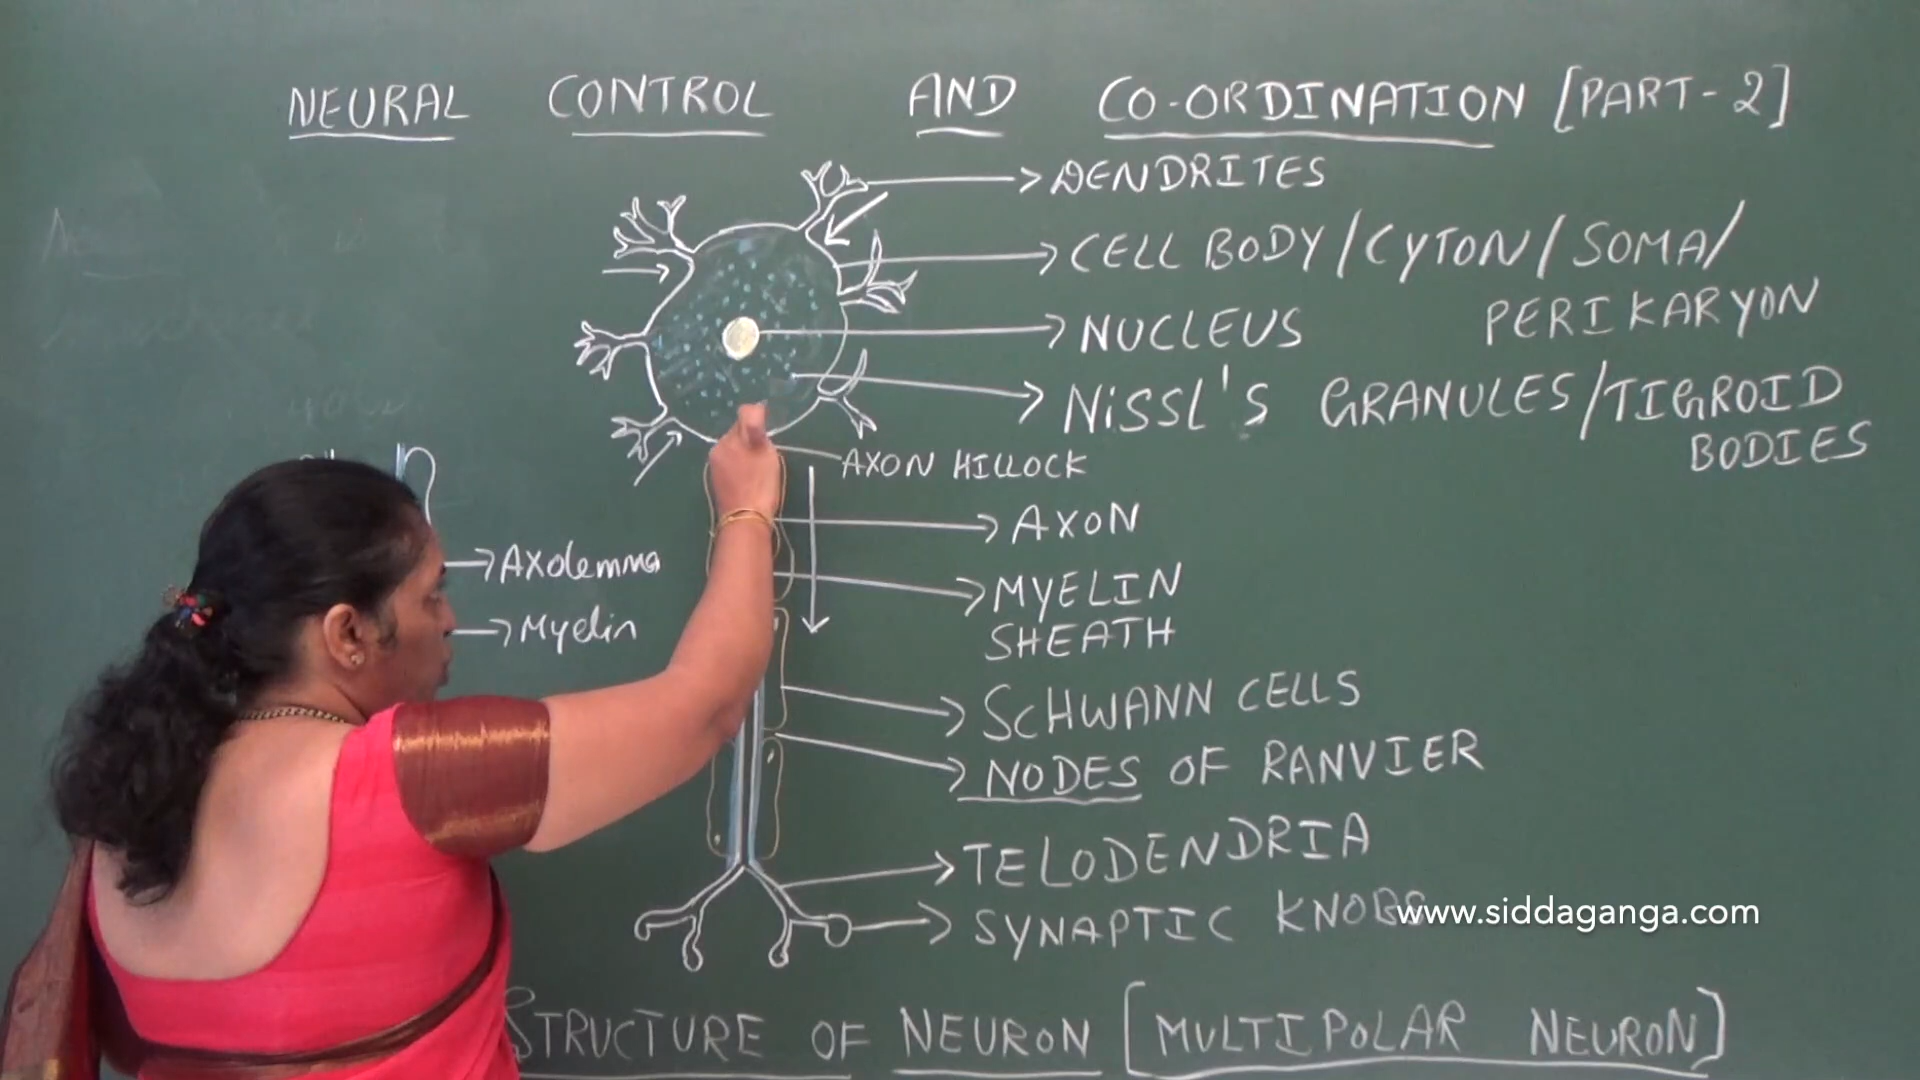 NEURAL CONTROL AND CO-ORDINATION [PART-2]
DENDRITES
CELL BODY/CYTON/SOMA/
PERIKARYON
NUCLEUS
NiSSL'S GRANULES/TIGROID
BODIES
AXON HILLOCK
AXON
Axolemma
MYELIN
SHEATH
Myelin
SCHWANN CELLS
NODES OF RANVIER
TELODENDRIA
SYNAPTIC KNOBS
www.siddaganga.com
STRUCTURE OF NEURON [MULTIPOLAR NEURON]